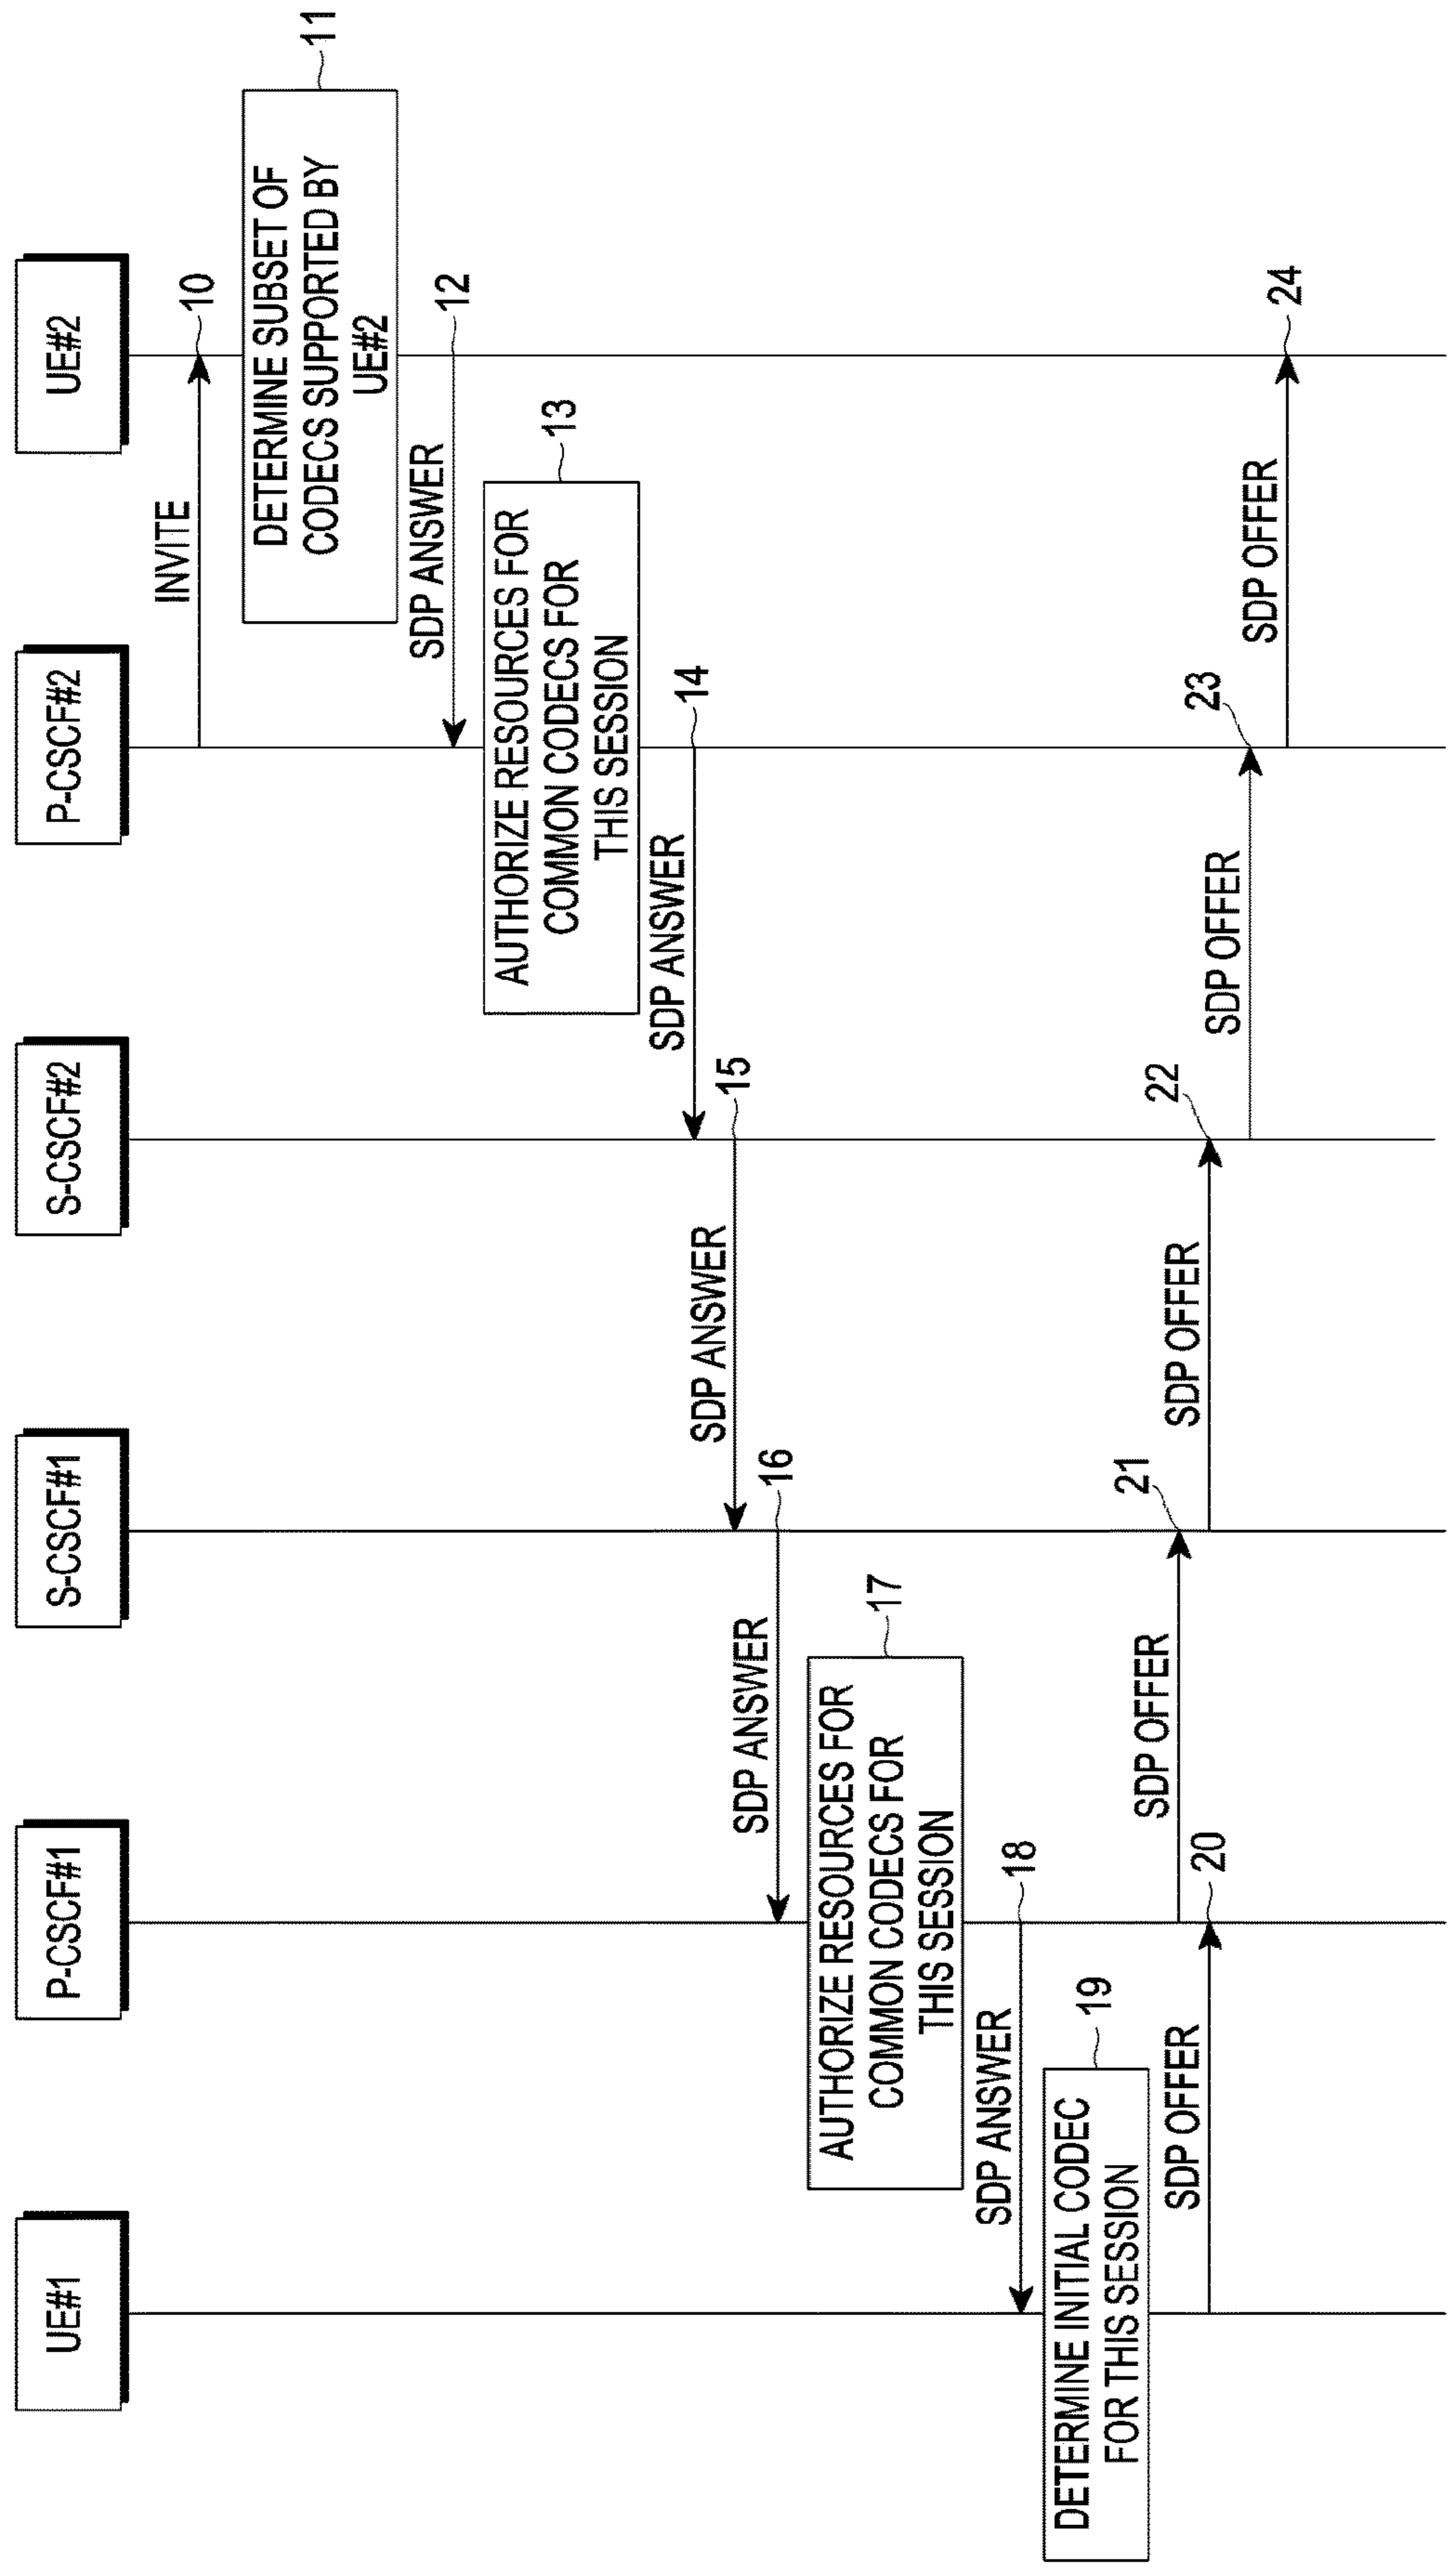 UE#1
P-CSCF#1
S-CSCF#1
S-CSCF#2
P-CSCF#2
UE#2
INVITE
10
DETERMINE SUBSET OF
CODECS SUPPORTED BY
UE#2
11
SDP ANSWER
12
AUTHORIZE RESOURCES FOR
COMMON CODECS FOR
THIS SESSION
13
SDP ANSWER
14
SDP ANSWER
15
SDP ANSWER
16
AUTHORIZE RESOURCES FOR
COMMON CODECS FOR
THIS SESSION
17
SDP ANSWER
18
DETERMINE INITIAL CODEC
FOR THIS SESSION
19
SDP OFFER
20
SDP OFFER
21
SDP OFFER
22
SDP OFFER
23
SDP OFFER
24